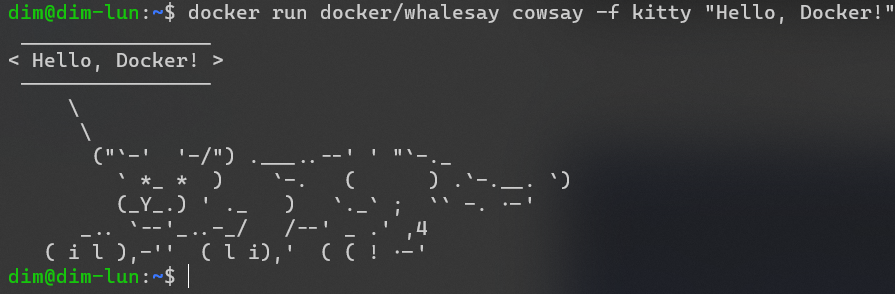 dim@dim-lun:~$ docker run docker/whalesay cowsay -f kitty "Hello, Docker!"
 ________________
< Hello, Docker! >
 ----------------
     \
      \
       ("`-'  '-/") .___..--' ' "`-._
         ` *_ *  )    `-.   (      ) .`-.__. `)
         (_Y_.) ' ._   )   `._` ;  `` -. .-'
      _.. `--'_..-_/   /--' _ .' ,4
   ( i l ),-''  ( l i),'  ( ( ! .-'
dim@dim-lun:~$